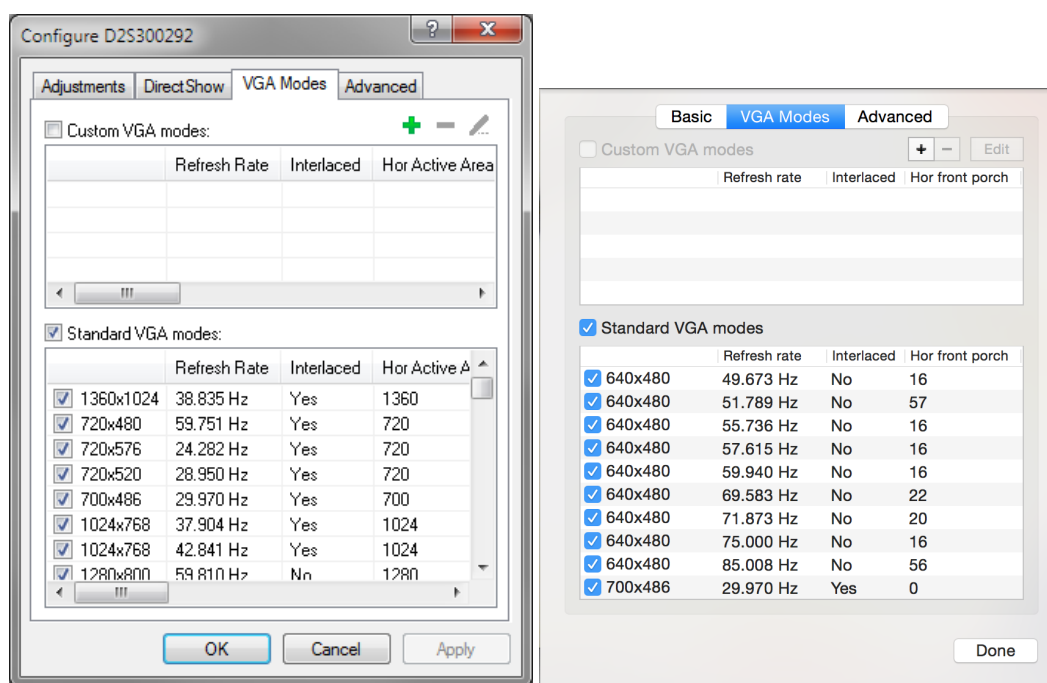 Configure D2S300292
Adjustments DirectShow VGA Modes Advanced
Custom VGA modes:
Refresh Rate Interlaced Hor Active Area
Standard VGA modes:
Refresh Rate Interlaced Hor Active A
1360x1024 38.835 Hz Yes 1360
720x480 59.751 Hz Yes 720
720x576 24.282 Hz Yes 720
720x520 28.950 Hz Yes 720
700x486 29.970 Hz Yes 700
1024x768 37.904 Hz Yes 1024
1024x768 42.841 Hz Yes 1024
1280x800 59.810 Hz No 1280
OK Cancel Apply
Basic VGA Modes Advanced
Custom VGA modes + − Edit
Refresh rate Interlaced Hor front porch
Standard VGA modes
Refresh rate Interlaced Hor front porch
640x480 49.673 Hz No 16
640x480 51.789 Hz No 57
640x480 55.736 Hz No 16
640x480 57.615 Hz No 16
640x480 59.940 Hz No 16
640x480 69.583 Hz No 22
640x480 71.873 Hz No 20
640x480 75.000 Hz No 16
640x480 85.008 Hz No 56
700x486 29.970 Hz Yes 0
Done